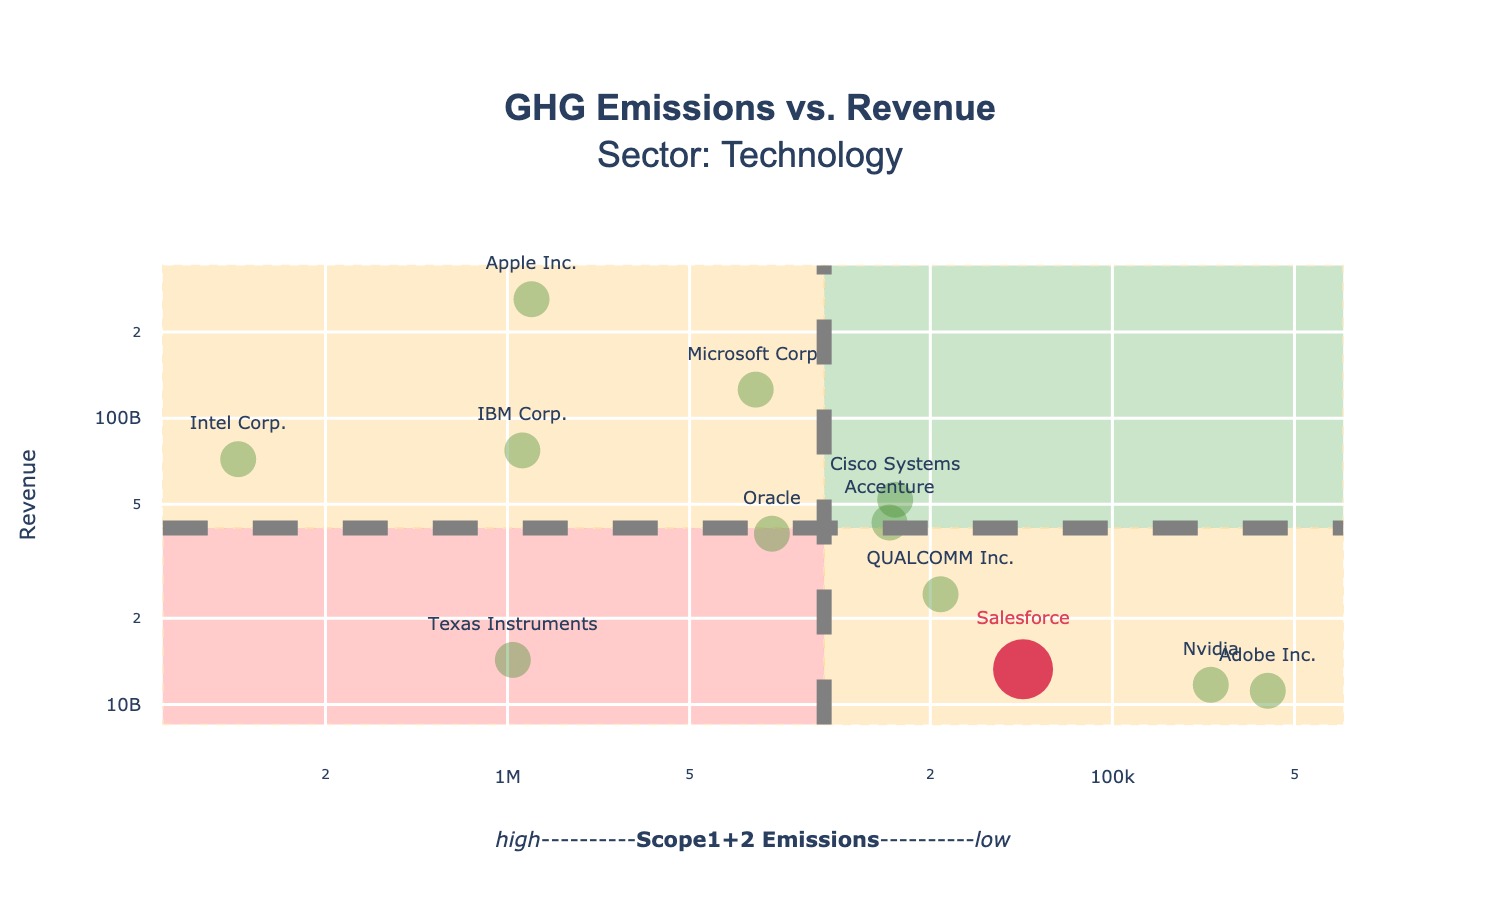 GHG Emissions vs. Revenue
Sector: Technology
Apple Inc.
2
Microsoft Corp
100B
IBM Corp.
Intel Corp.
Cisco Systems
Accenture
Oracle
5
QUALCOMM Inc.
2
Texas Instruments
Salesforce
Nvidia
Adobe Inc.
10B
Revenue
2
1M
5
2
100k
5
high----------Scope1+2 Emissions----------low